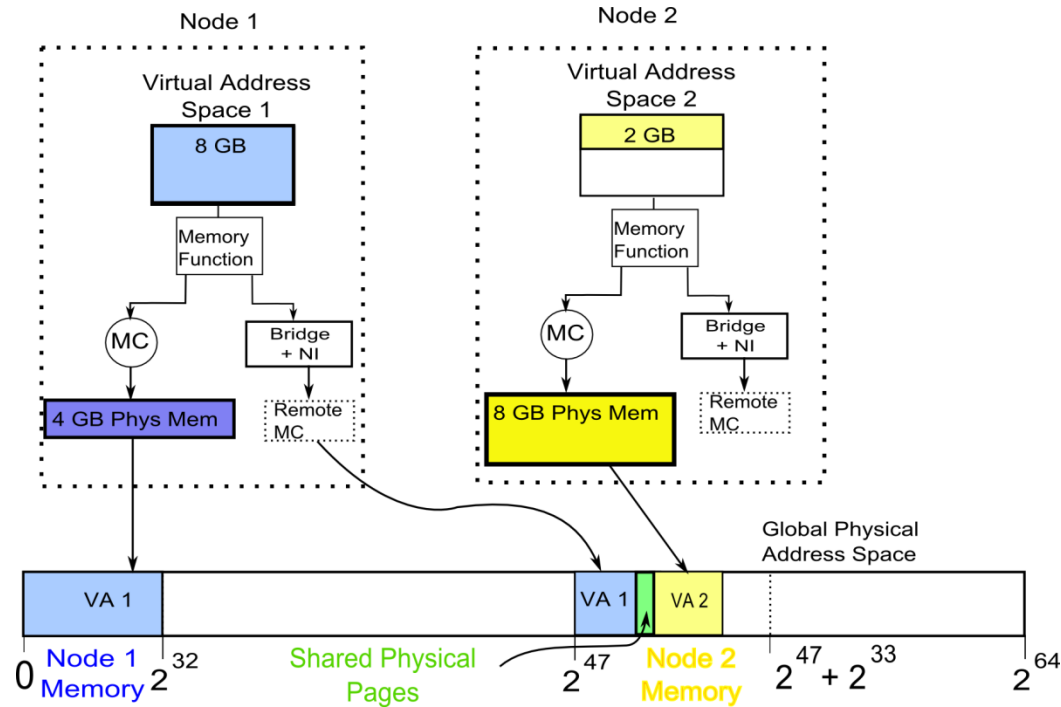 Node 1
Virtual Address
Space 1
8 GB
Memory
Function
MC
Bridge
+ NI
4 GB Phys Mem
Remote
MC
Node 2
Virtual Address
Space 2
2 GB
Memory
Function
MC
Bridge
+ NI
8 GB Phys Mem
Remote
MC
Global Physical
Address Space
VA 1
VA 1
VA 2
0
Node 1
Memory
2^32
Shared Physical
Pages
2^47
Node 2
Memory
2^47 + 2^33
2^64